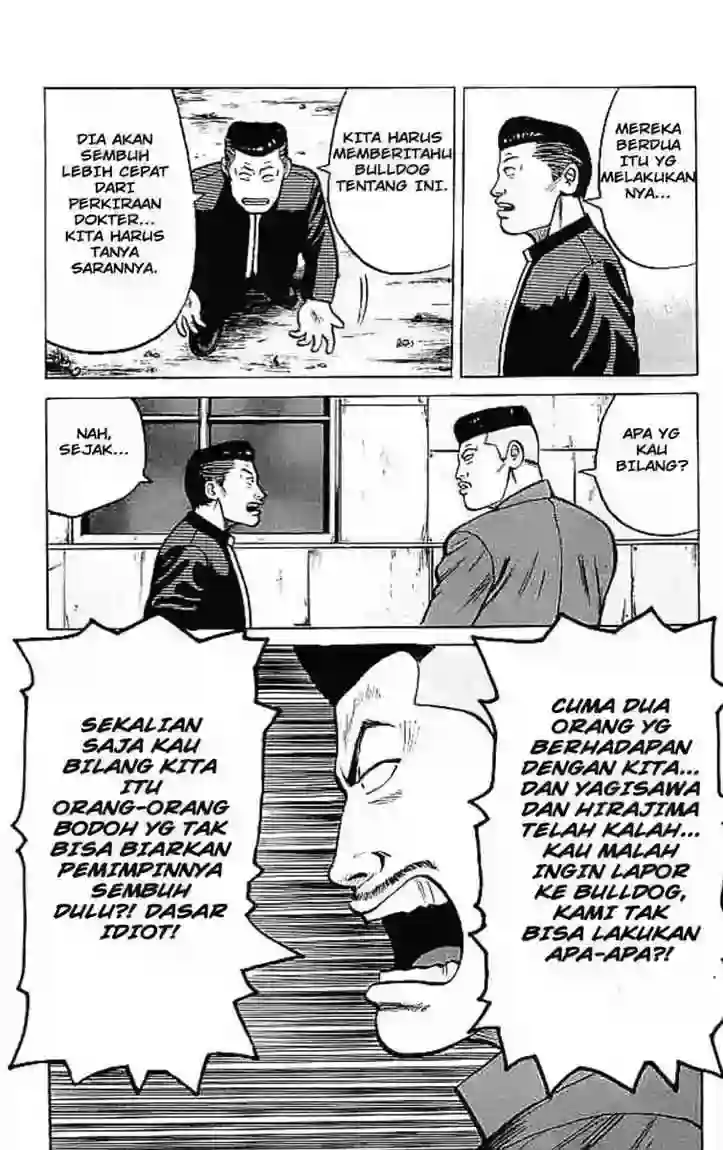 MEREKA
BERDUA
ITU YG
MELAKUKAN
NYA...
KITA HARUS
MEMBERITAHU
BULLDOG
TENTANG INI.
DIA AKAN
SEMBUH
LEBIH CEPAT
DARI
PERKIRAAN
DOKTER...
KITA HARUS
TANYA
SARANNYA.
APA YG
KAU
BILANG?
NAH,
SEJAK...
CUMA DUA
ORANG YG
BERHADAPAN
DENGAN KITA...
DAN YAGISAWA
DAN HIRAJIMA
TELAH KALAH...
KAU MALAH
INGIN LAPOR
KE BULLDOG,
KAMI TAK
BISA LAKUKAN
APA-APA?!
SEKALIAN
SAJA KAU
BILANG KITA
ITU
ORANG-ORANG
BODOH YG TAK
BISA BIARKAN
PEMIMPINNYA
SEMBUH
DULU?! DASAR
IDIOT!